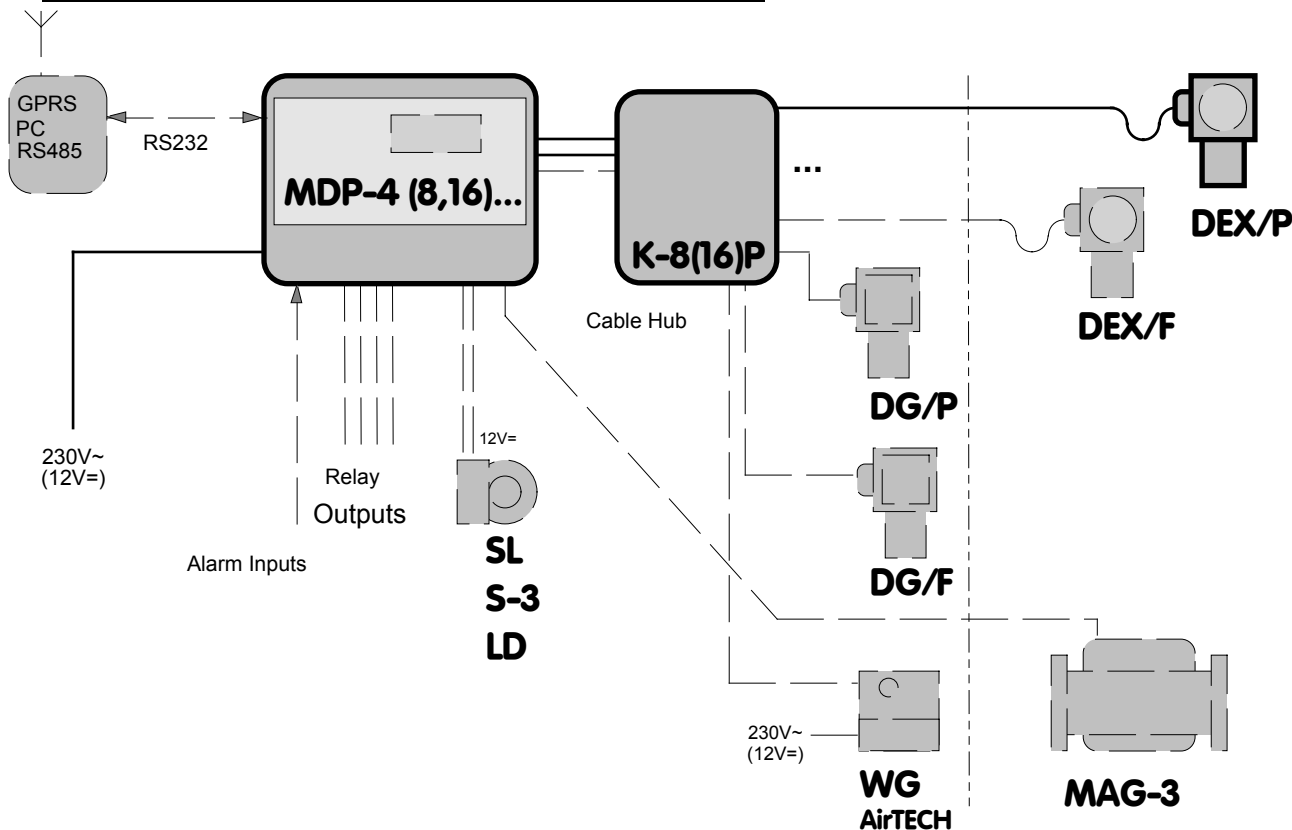 GPRS
PC
RS485
RS232
MDP-4 (8,16)...
K-8(16)P
...
DEX/P
DEX/F
Cable Hub
DG/P
230V~
(12V=)
Relay
Outputs
12V=
Alarm Inputs
SL
S-3
LD
DG/F
230V~
(12V=)
WG
AirTECH
MAG-3